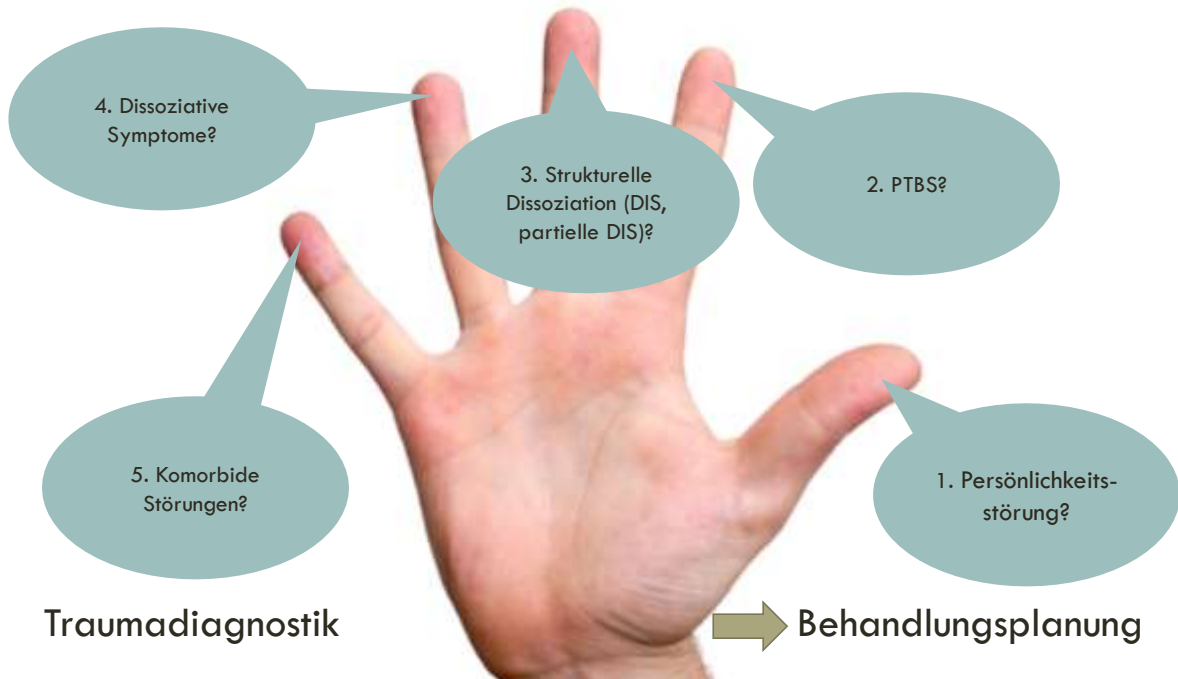 4. Dissoziative
Symptome?
3. Strukturelle
Dissoziation (DIS,
partielle DIS)?
2. PTBS?
5. Komorbide
Störungen?
1. Persönlichkeits-
störung?
Traumadiagnostik
Behandlungsplanung